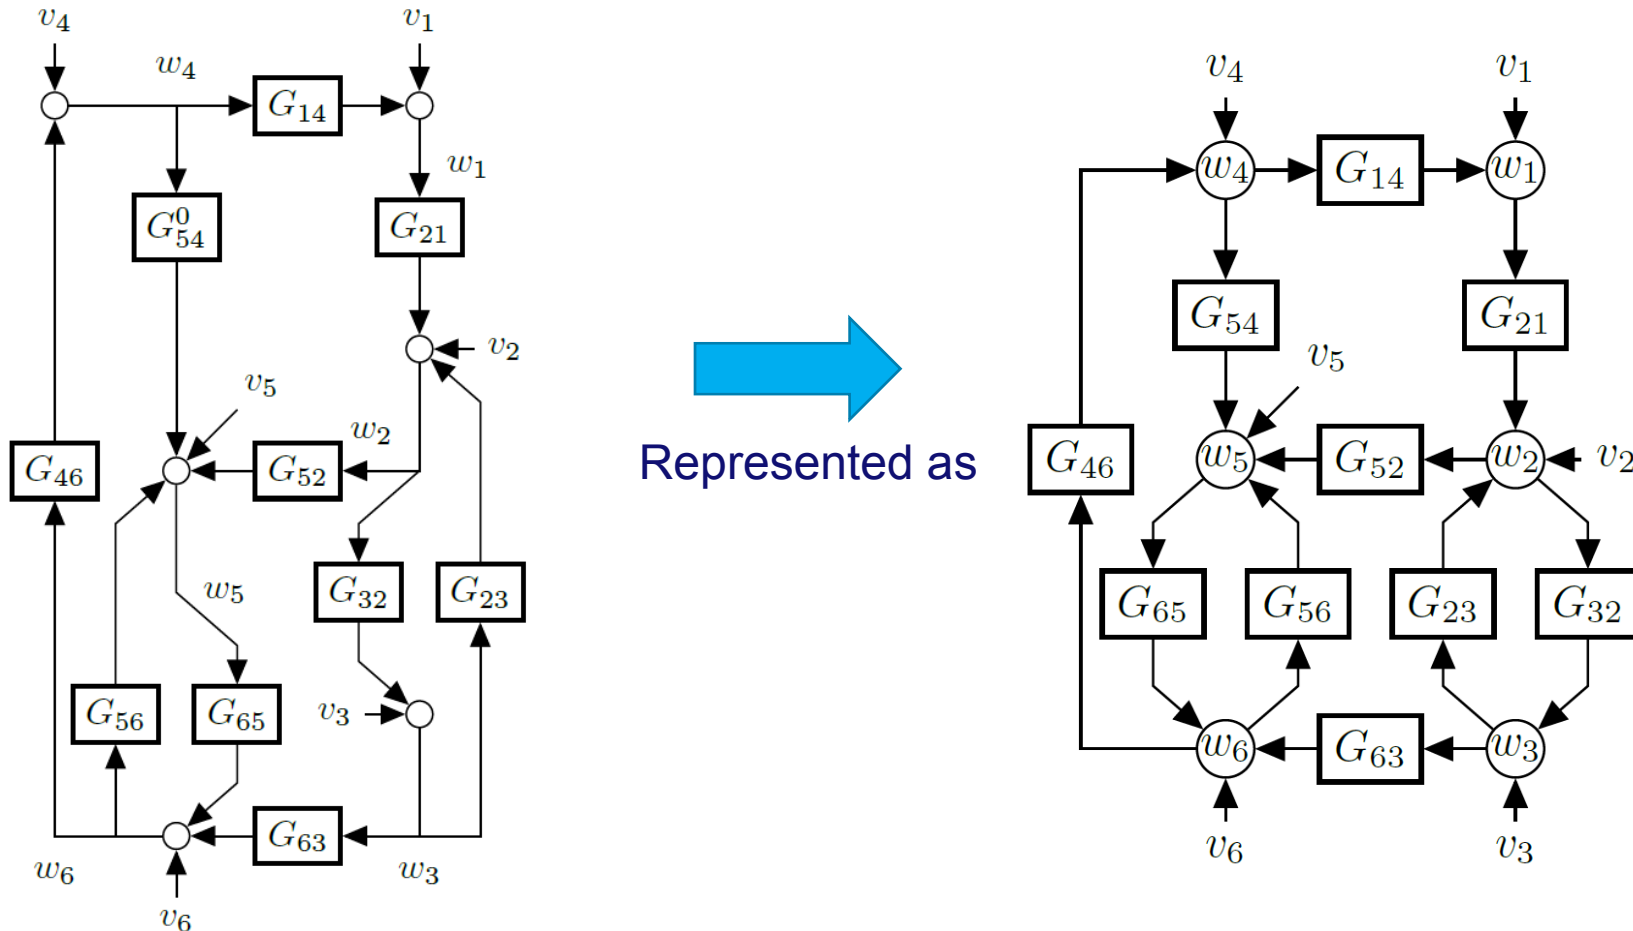 v4 v1
w4
G14
w1
G^0_54 G21
v2
v5
w2
G46 G52
w5
G32 G23
G56 G65
v3
G63
w6 w3
v6
Represented as
v4 v1
w4 G14 w1
G54 G21
v5
G46 w5 G52 w2 v2
G65 G56 G23 G32
w6 G63 w3
v6 v3